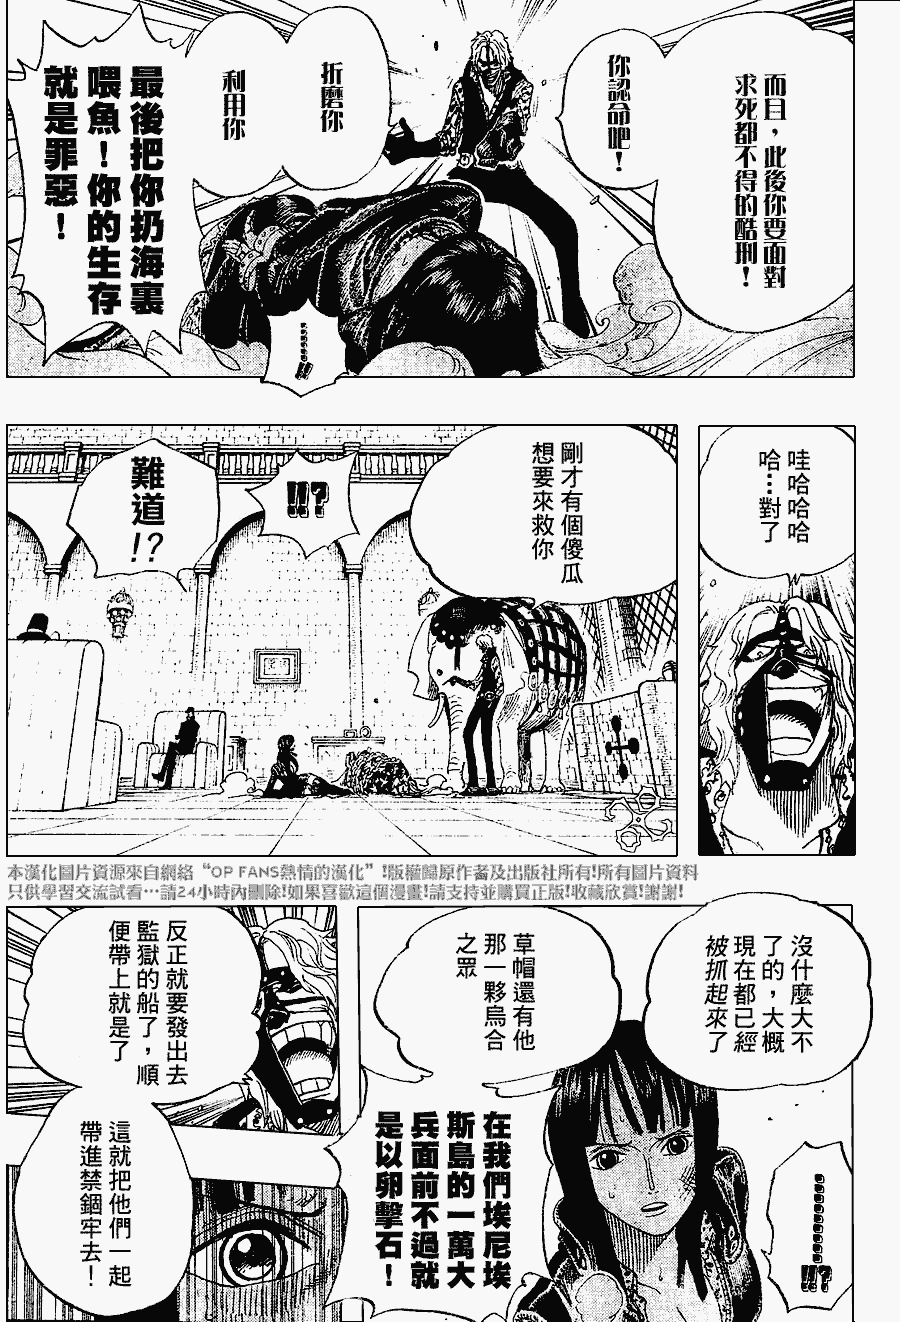 而且，此後你要面對
求死都不得的酷刑！
你認命吧！
折磨你
利用你
最後把你扔海裏
喂魚！你的生存
就是罪惡！
……!!
哇哈哈哈
哈…對了
剛才有個傻瓜
想要來救你
!!?
難道
!?
本漢化圖片資源來自網絡“OP FANS熱情的漢化”!版權歸原作者及出版社所有!所有圖片資料
只供學習交流試看…請24小時內刪除!如果喜歡這個漫畫!請支持並購買正版!收藏欣賞!謝謝!
沒什麼大不
了的，大概
現在都已經
被抓起來了
草帽還有他
那一夥烏合
之眾
………!!?
在我們埃尼埃
斯島的一萬大
兵面前不過就
是以卵擊石！
反正就要發出去
監獄的船了，順
便帶上就是了
這就把他們一起
帶進禁錮牢去！